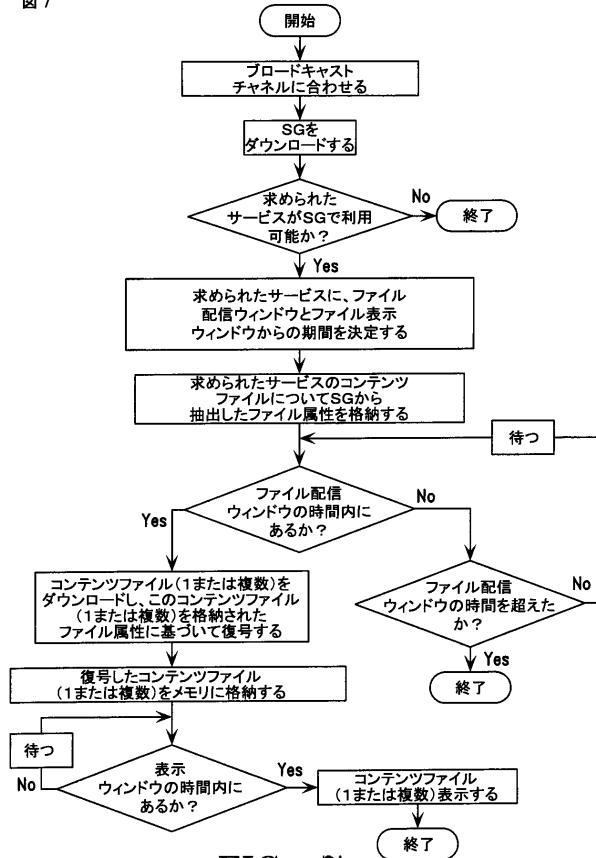 図7
開始
ブロードキャスト
チャネルに合わせる
SGを
ダウンロードする
求められた
サービスがSGで利用
可能か？
No
終了
Yes
求められたサービスに、ファイル
配信ウィンドウとファイル表示
ウィンドウからの期間を決定する
求められたサービスのコンテンツ
ファイルについてSGから
抽出したファイル属性を格納する
待つ
ファイル配信
ウィンドウの時間内に
あるか？
Yes
No
コンテンツファイル（1または複数）を
ダウンロードし、このコンテンツファイル
（1または複数）を格納された
ファイル属性に基づいて復号する
ファイル配信
ウィンドウの時間を超えた
か？
No
Yes
終了
復号したコンテンツファイル
（1または複数）をメモリに格納する
待つ
No
表示
ウィンドウの時間内に
あるか？
Yes
コンテンツファイル
（1または複数）表示する
終了